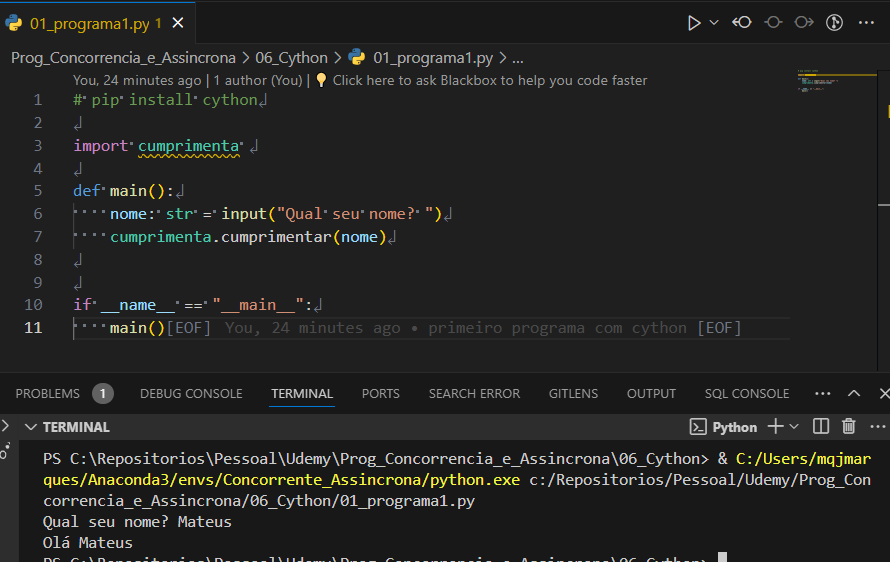 01_programa1.py 1
Prog_Concorrencia_e_Assincrona > 06_Cython > 01_programa1.py > ...
You, 24 minutes ago | 1 author (You) | Click here to ask Blackbox to help you code faster
1 # pip install cython
2
3 import cumprimenta
4
5 def main():
6     nome: str = input("Qual seu nome? ")
7     cumprimenta.cumprimentar(nome)
8
9
10 if __name__ == "__main__":
11     main()[EOF] You, 24 minutes ago • primeiro programa com cython [EOF]
PROBLEMS 1 DEBUG CONSOLE TERMINAL PORTS SEARCH ERROR GITLENS OUTPUT SQL CONSOLE ...
TERMINAL Python
PS C:\Repositorios\Pessoal\Udemy\Prog_Concorrencia_e_Assincrona\06_Cython> & C:/Users/mqjmar
ques/Anaconda3/envs/Concorrente_Assincrona/python.exe c:/Repositorios/Pessoal/Udemy/Prog_Con
correncia_e_Assincrona/06_Cython/01_programa1.py
Qual seu nome? Mateus
Olá Mateus
PS C:\Repositorios\Pessoal\Udemy\Prog_Concorrencia_e_Assincrona\06_Cython>